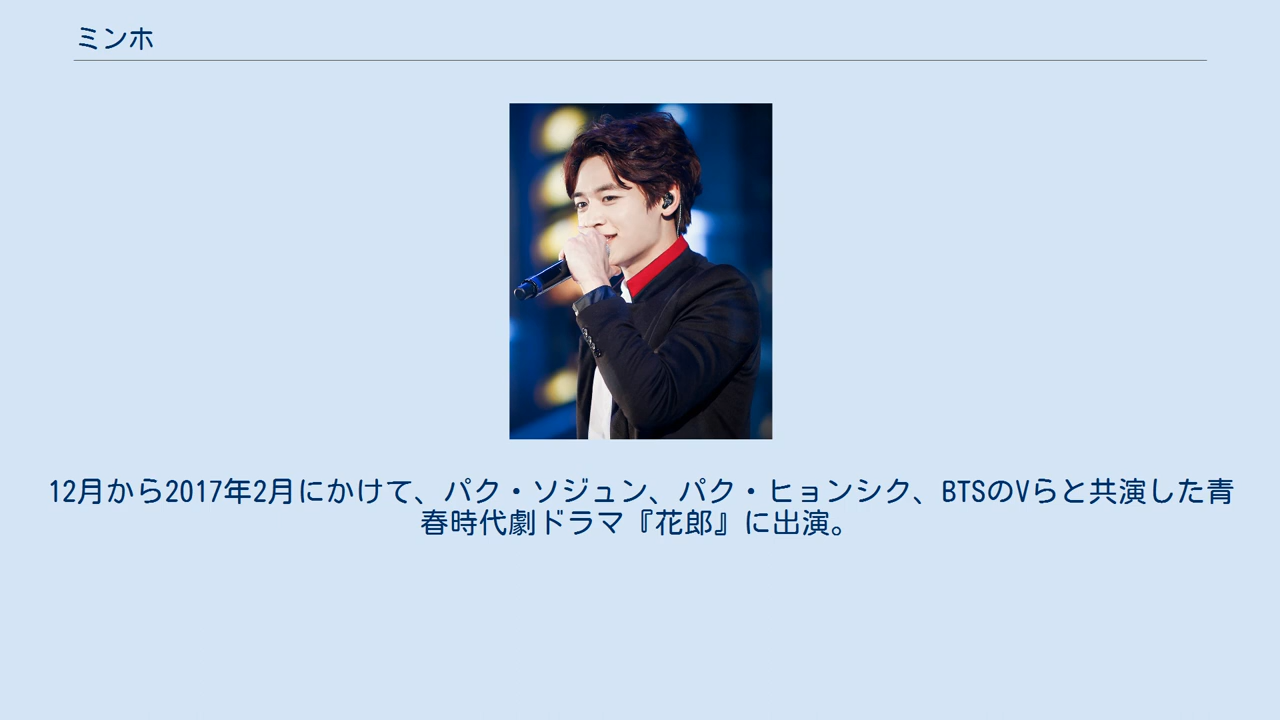 ミンホ
12月から2017年2月にかけて、パク・ソジュン、パク・ヒョンシク、BTSのVらと共演した青
春時代劇ドラマ『花郎』に出演。